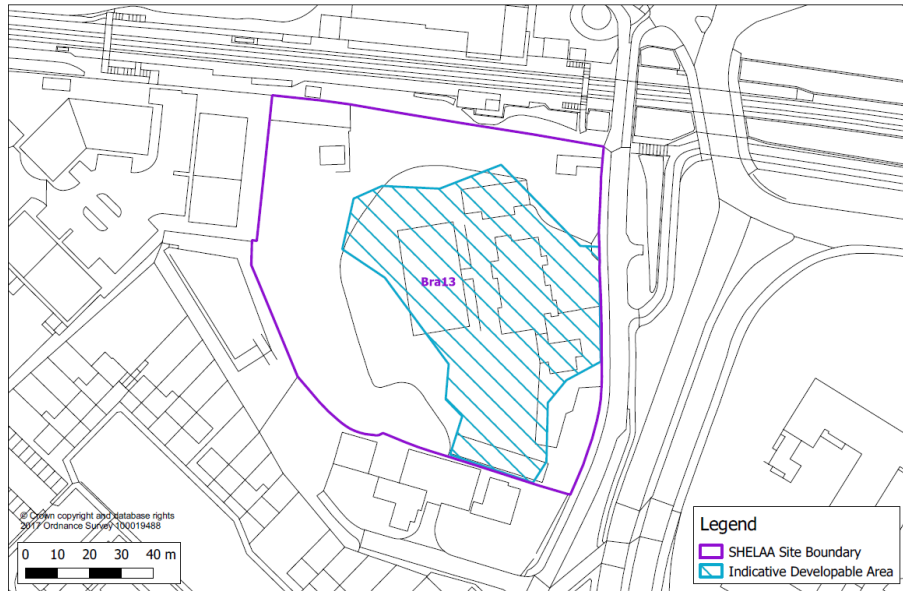 Bra13
© Crown copyright and database rights
2017 Ordnance Survey 100019488
0 10 20 30 40 m
Legend
SHELAA Site Boundary
Indicative Developable Area